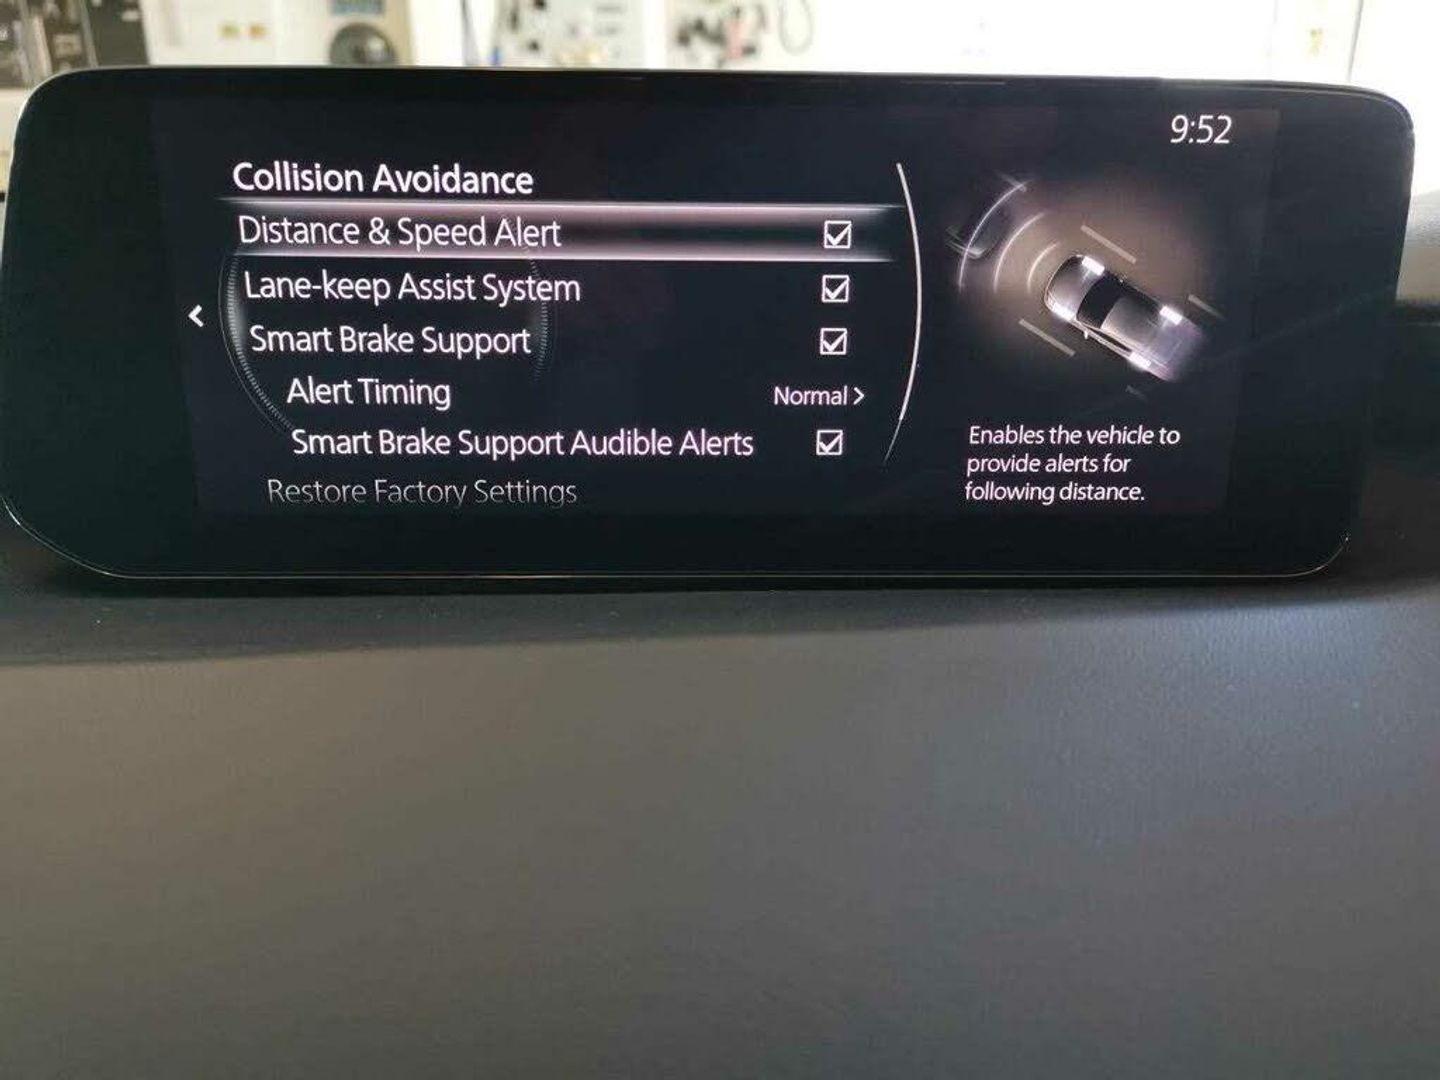 9:52
Collision Avoidance
Distance & Speed Alert
Lane-keep Assist System
Smart Brake Support
Alert Timing Normal >
Smart Brake Support Audible Alerts
Restore Factory Settings
Enables the vehicle to
provide alerts for
following distance.